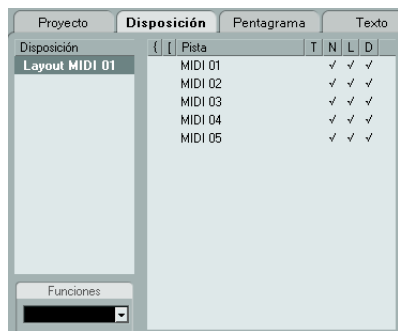 Proyecto Disposición Pentagrama Texto
Disposición { [ Pista T N L D
Layout MIDI 01 MIDI 01 √ √ √
MIDI 02 √ √ √
MIDI 03 √ √ √
MIDI 04 √ √ √
MIDI 05 √ √ √
Funciones